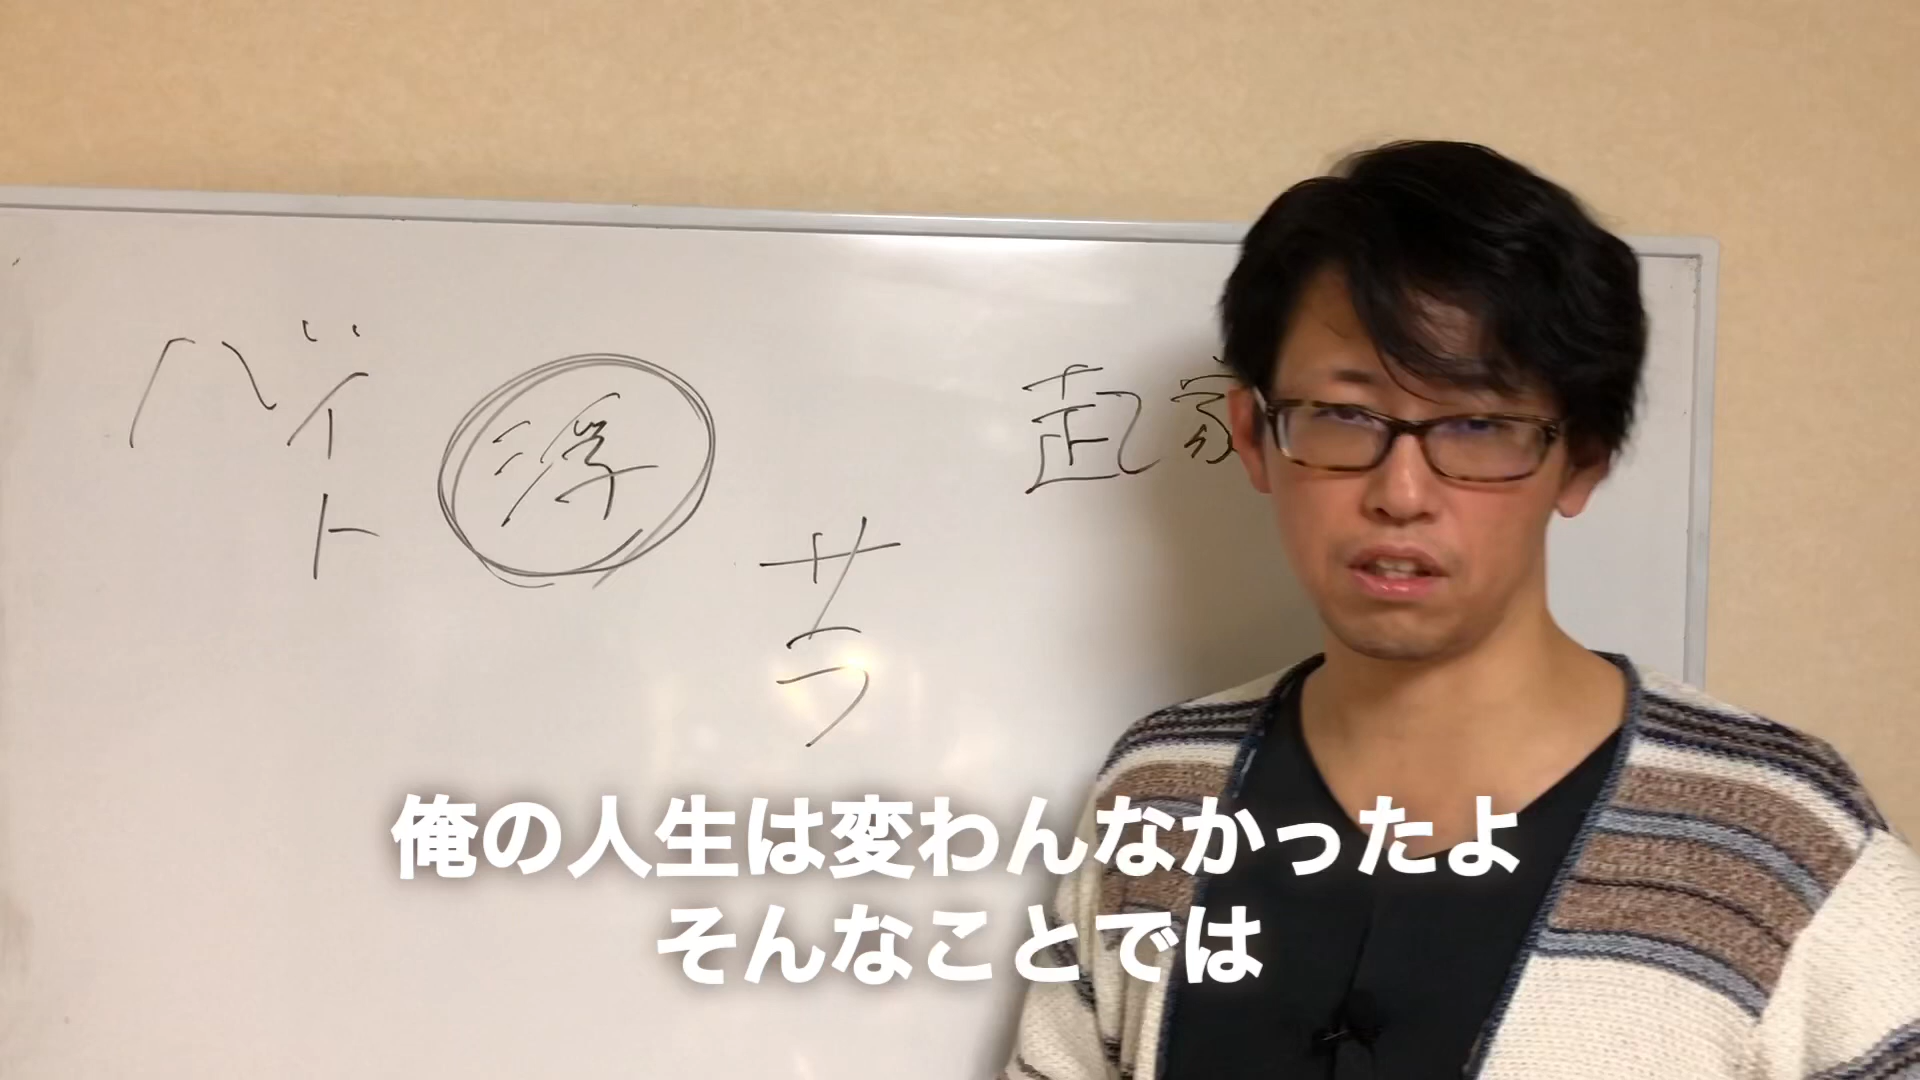 バイト
浮
サラ
起
俺の人生は変わんなかったよ
そんなことでは